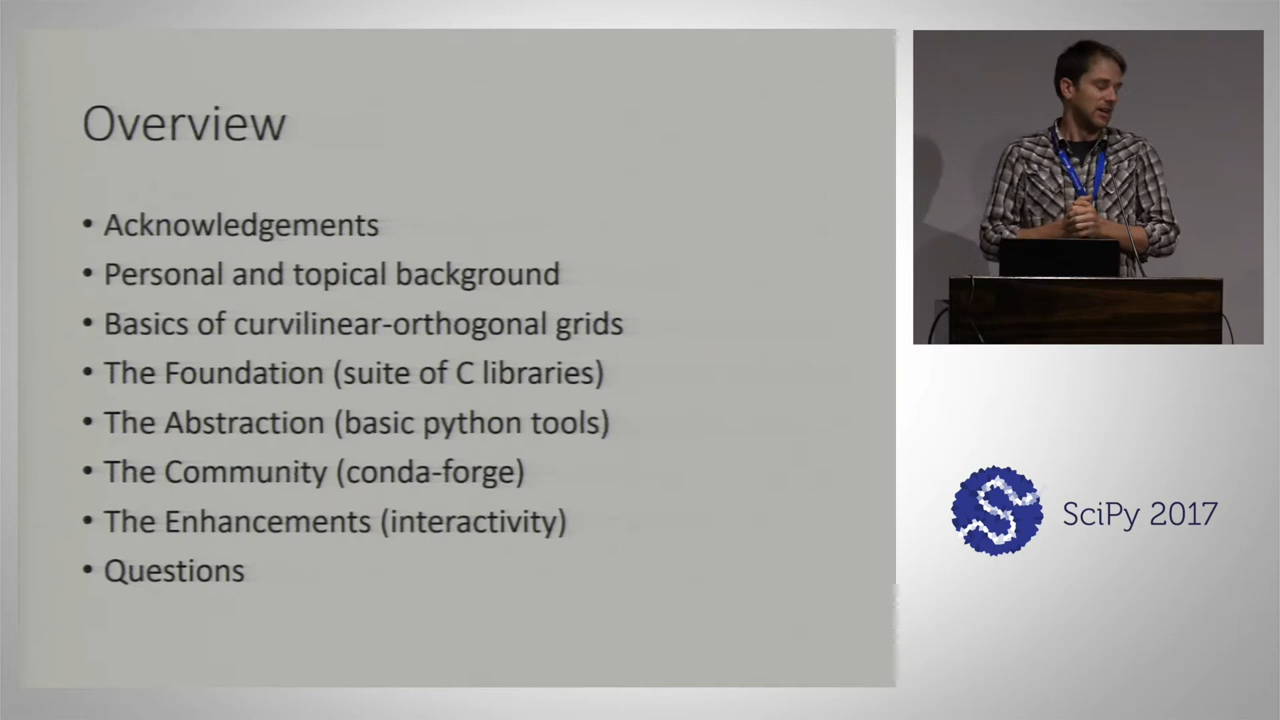 Overview
• Acknowledgements
• Personal and topical background
• Basics of curvilinear-orthogonal grids
• The Foundation (suite of C libraries)
• The Abstraction (basic python tools)
• The Community (conda-forge)
• The Enhancements (interactivity)
• Questions
SciPy 2017